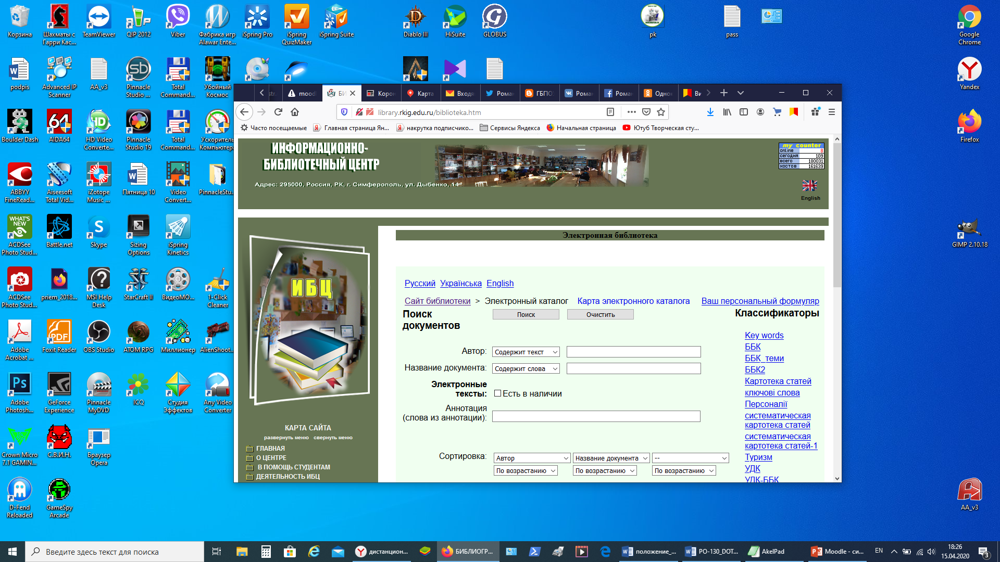 Корзина
Шахматы с
Гарри Кас...
TeamViewer
QIP 2012
Viber
Фабрика игр
Alawar Ente...
iSpring Pro
iSpring
QuizMaker
iSpring Suite
Diablo III
HiSuite
GLOBUS
pk
pass
Google
Chrome
podpis
Advanced IP
Scanner
AA_v3
Pinnacle
Studio ...
Total
Command...
Убойный
Космос
Yandex
Boulder Dash
AIDA64
HD Video
Converte...
Pinnacle
Studio 19
Total
Command...
Ускоритель
Компьютер...
Firefox
ABBYY
FineRead...
Aiseesoft
Total Vid...
iZotope
Music ...
Пятница 10
Video
Convert...
PinnacleStu...
WHAT'S
NEW
ACDSee
Photo Stud...
Battle.net
Skype
Sizing
Options
iSpring
Kinetics
GIMP 2.10.18
ACDSee
Photo Stud...
priem_2018...
MSI Help
Desk
StarCraft II
ВидеоМО...
1-Click
Cleaner
Adobe
Acrobat ...
Foxit Reader
OBS Studio
ATOM RPG
Миллионер
AlienShoot...
Adobe
Photosh...
GeForce
Experience
Pinnacle
MyDVD
ICQ
Студия
Эффектов
Any Video
Converter
Crown Micro
7.1 GAMIN...
С.В.И.Н.
Браузер
Opera
D-Fend
Reloaded
GameSpy
Arcade
AA_v3
mood
БИ
Корон
Карта
Входя
Рома
ГБПО
Рома
Рома
Одно
Ви
library.rkig.edu.ru/biblioteka.htm
Часто посещаемые
Главная страница Ян...
накрутка подписчико...
Сервисы Яндекса
Начальная страница
Ютуб Творческая сту...
ИНФОРМАЦИОННО-
БИБЛИОТЕЧНЫЙ ЦЕНТР
Адрес: 295000, Россия, РК, г. Симферополь, ул. Дыбенко, 14
my counter
online 8
сегодня 109
всего 180031
хостов 161639
English
Электронная библиотека
ИБЦ
КАРТА САЙТА
развернуть меню свернуть меню
ГЛАВНАЯ
О ЦЕНТРЕ
В ПОМОЩЬ СТУДЕНТАМ
ДЕЯТЕЛЬНОСТЬ ИБЦ
Русский Українська English
Сайт библиотеки > Электронный каталог Карта электронного каталога Ваш персональный формуляр
Поиск
документов
Поиск
Очистить
Классификаторы
Автор: Содержит текст
Название документа: Содержит слова
Электронные
тексты:
Есть в наличии
Аннотация
(слова из аннотации):
Сортировка: Автор Название документа --
По возрастанию По возрастанию По возрастанию
Key words
ББК
ББК_теми
ББК2
Картотека статей
ключові слова
Персоналії
систематическая
картотека статей
систематическая
картотека статей-1
Туризм
УДК
УДК-ББК
Введите здесь текст для поиска
дистанцион...
БИБЛИОГР...
положение_...
PO-130_DOT...
AkelPad
Moodle - си...
EN
18:26
15.04.2020
3